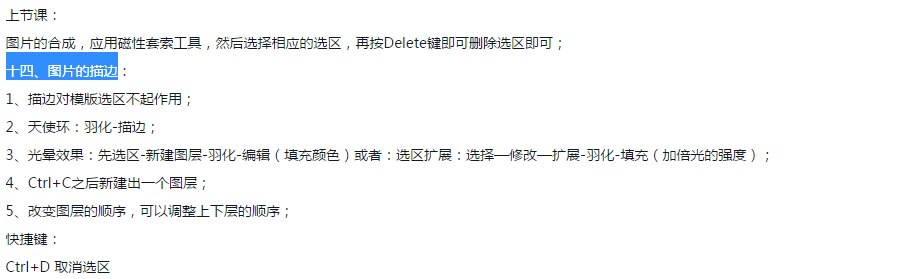 上节课：
图片的合成，应用磁性套索工具，然后选择相应的选区，再按Delete键即可删除选区即可；
十四、图片的描边：
1、描边对模版选区不起作用；
2、天使环：羽化-描边；
3、光晕效果：先选区-新建图层-羽化-编辑（填充颜色）或者：选区扩展：选择—修改—扩展-羽化-填充（加倍光的强度）；
4、Ctrl+C之后新建出一个图层；
5、改变图层的顺序，可以调整上下层的顺序；
快捷键：
Ctrl+D 取消选区